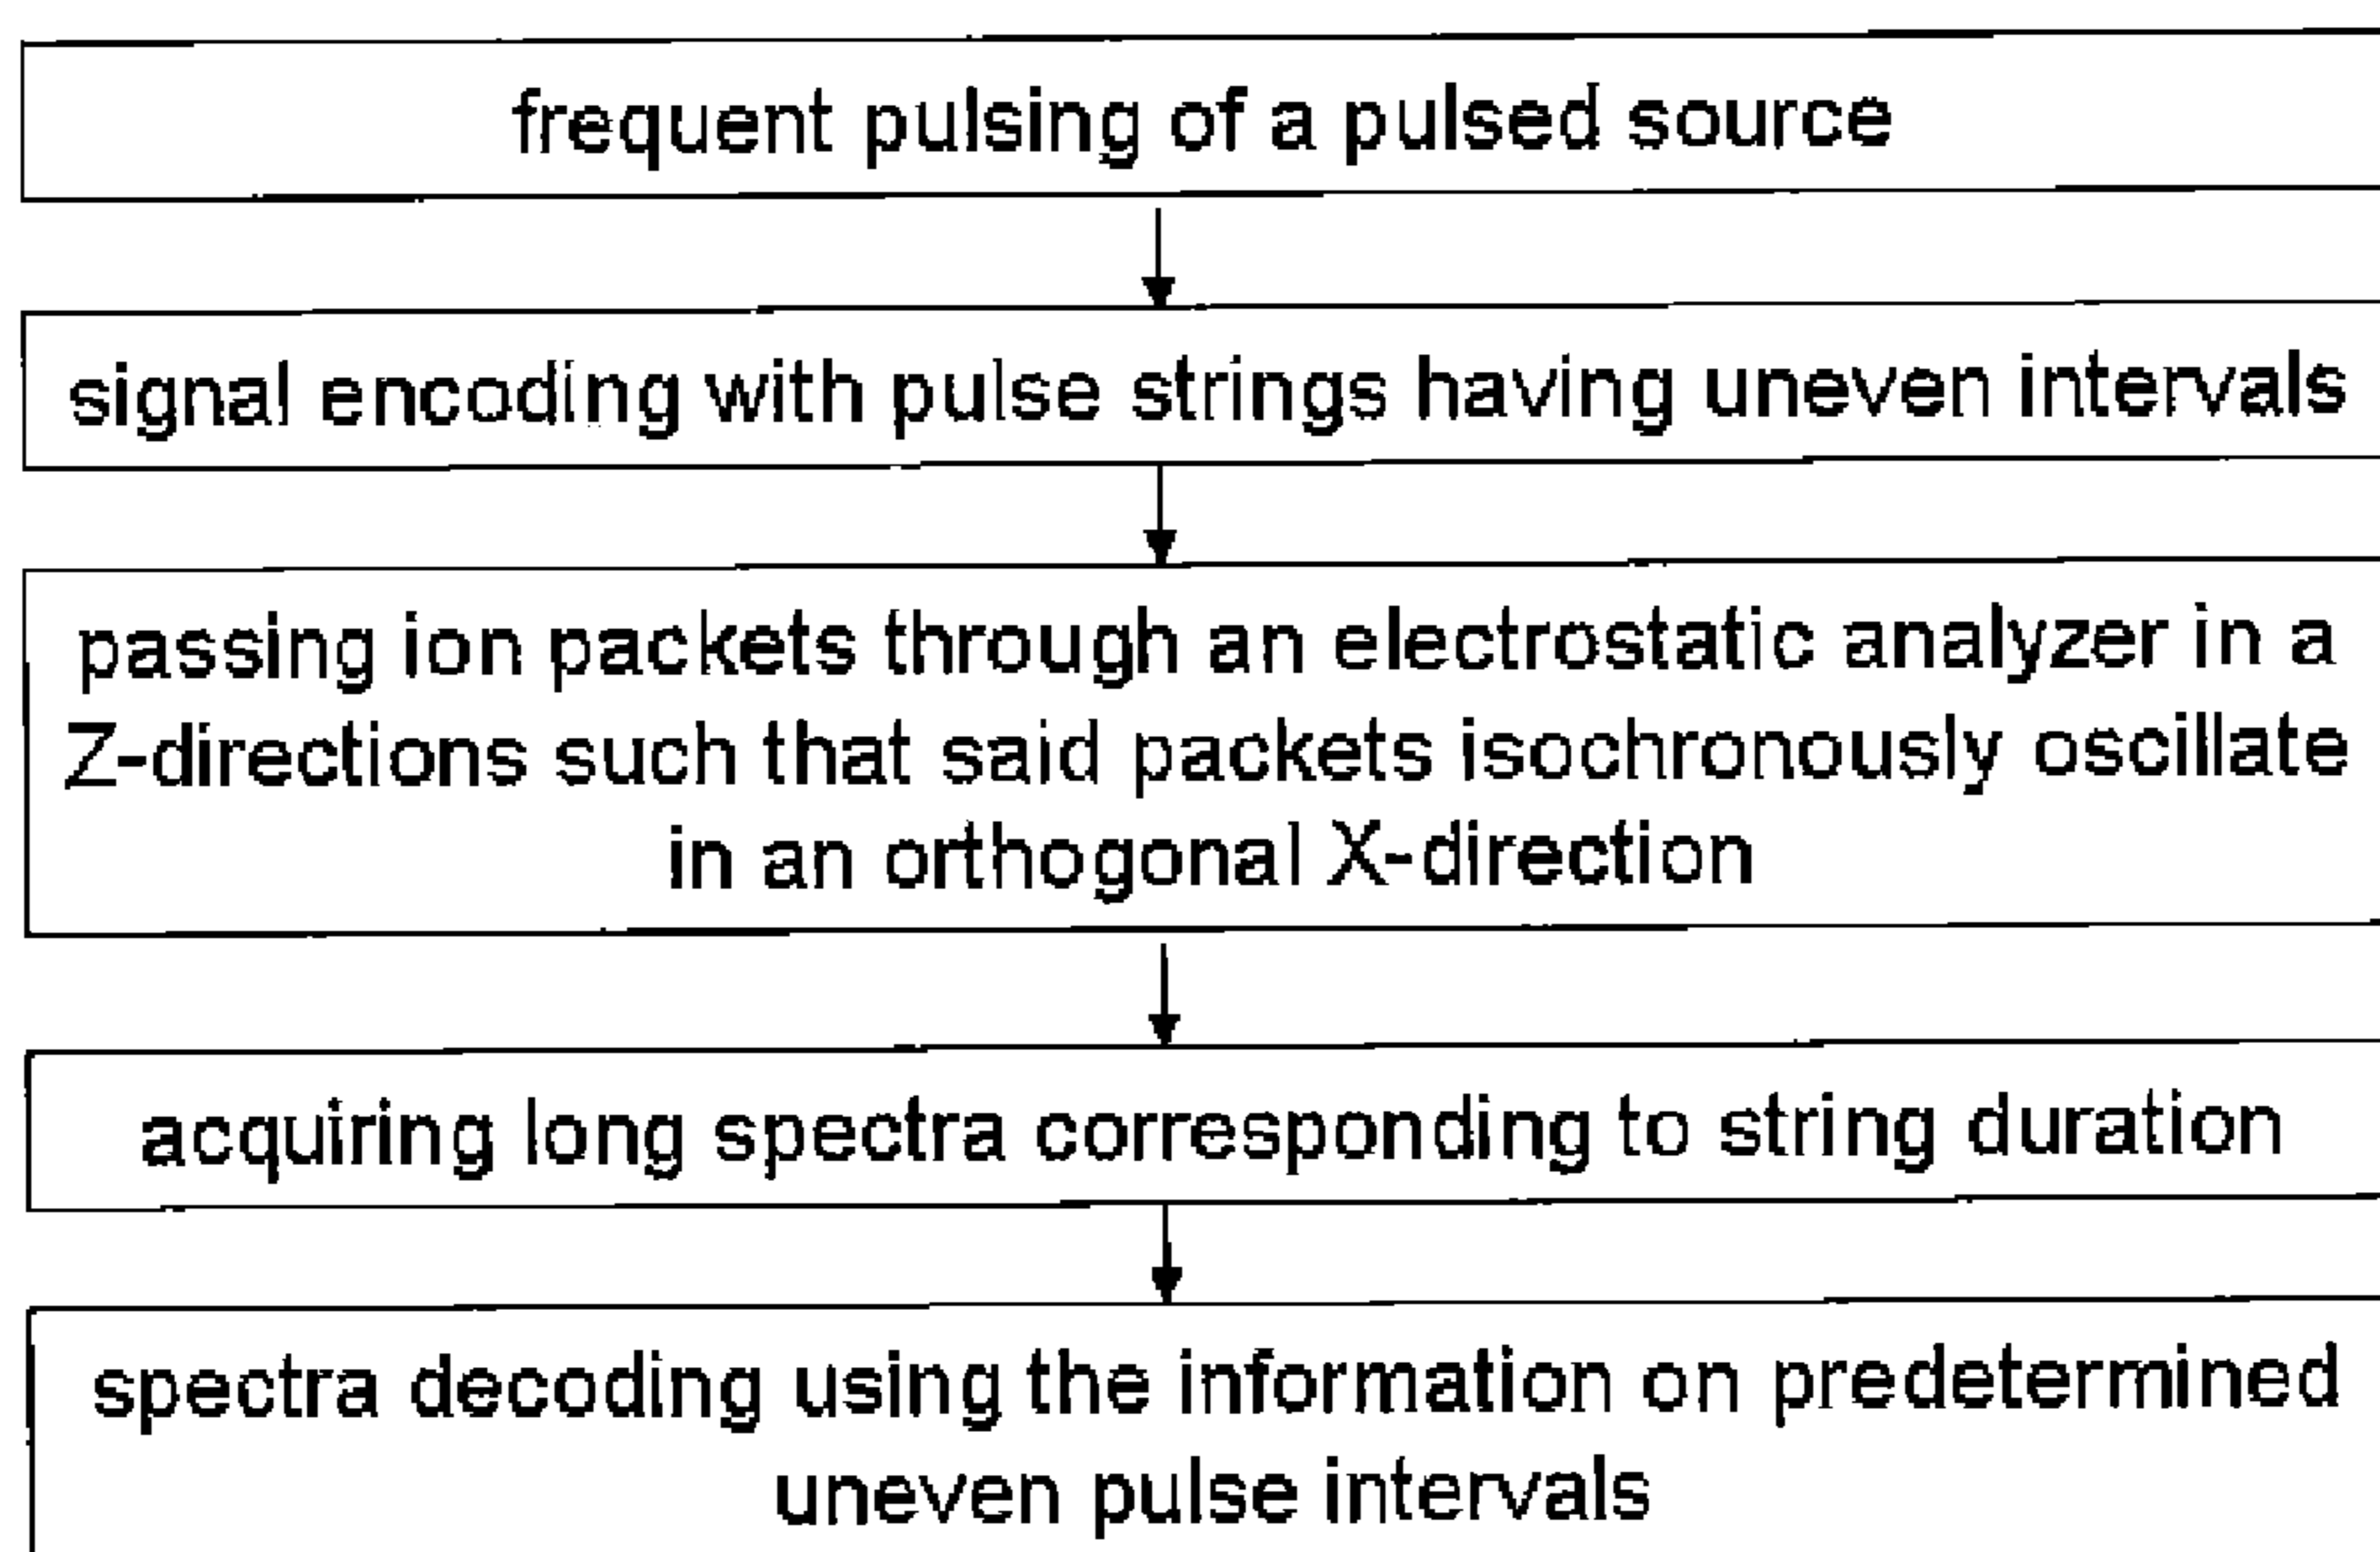 frequent pulsing of a pulsed source
signal encoding with pulse strings having uneven intervals
passing ion packets through an electrostatic analyzer in a
Z-directions such that said packets isochronously oscillate
in an orthogonal X-direction
acquiring long spectra corresponding to string duration
spectra decoding using the information on predetermined
uneven pulse intervals